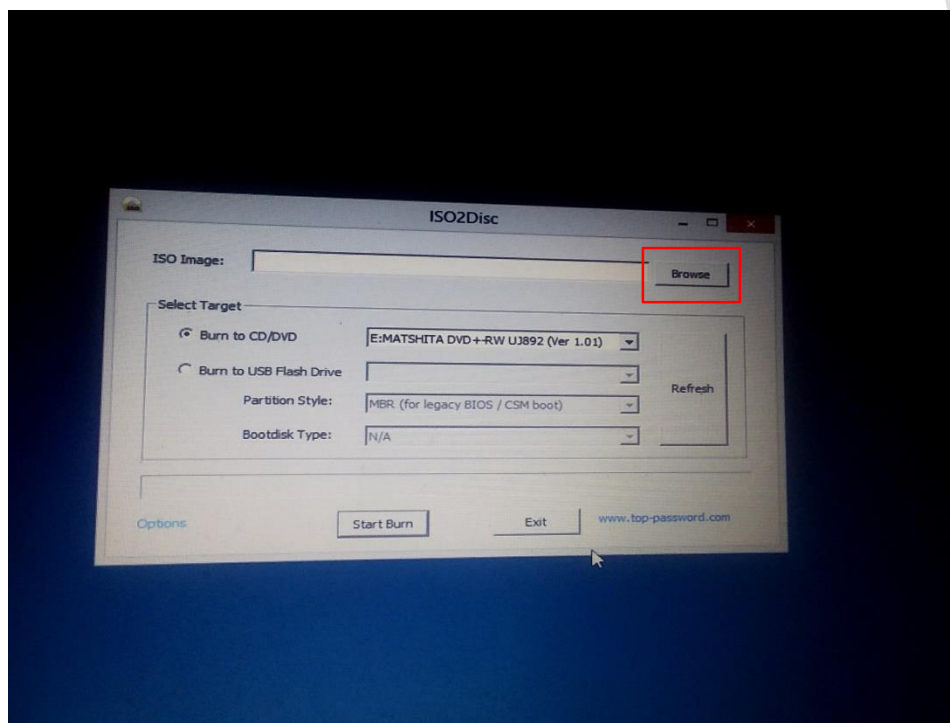 ISO2Disc
ISO Image:
Browse
Select Target
Burn to CD/DVD
E:MATSHITA DVD+-RW UJ892 (Ver 1.01)
Burn to USB Flash Drive
Partition Style:
MBR (for legacy BIOS / CSM boot)
Refresh
Bootdisk Type:
N/A
Options
Start Burn
Exit
www.top-password.com